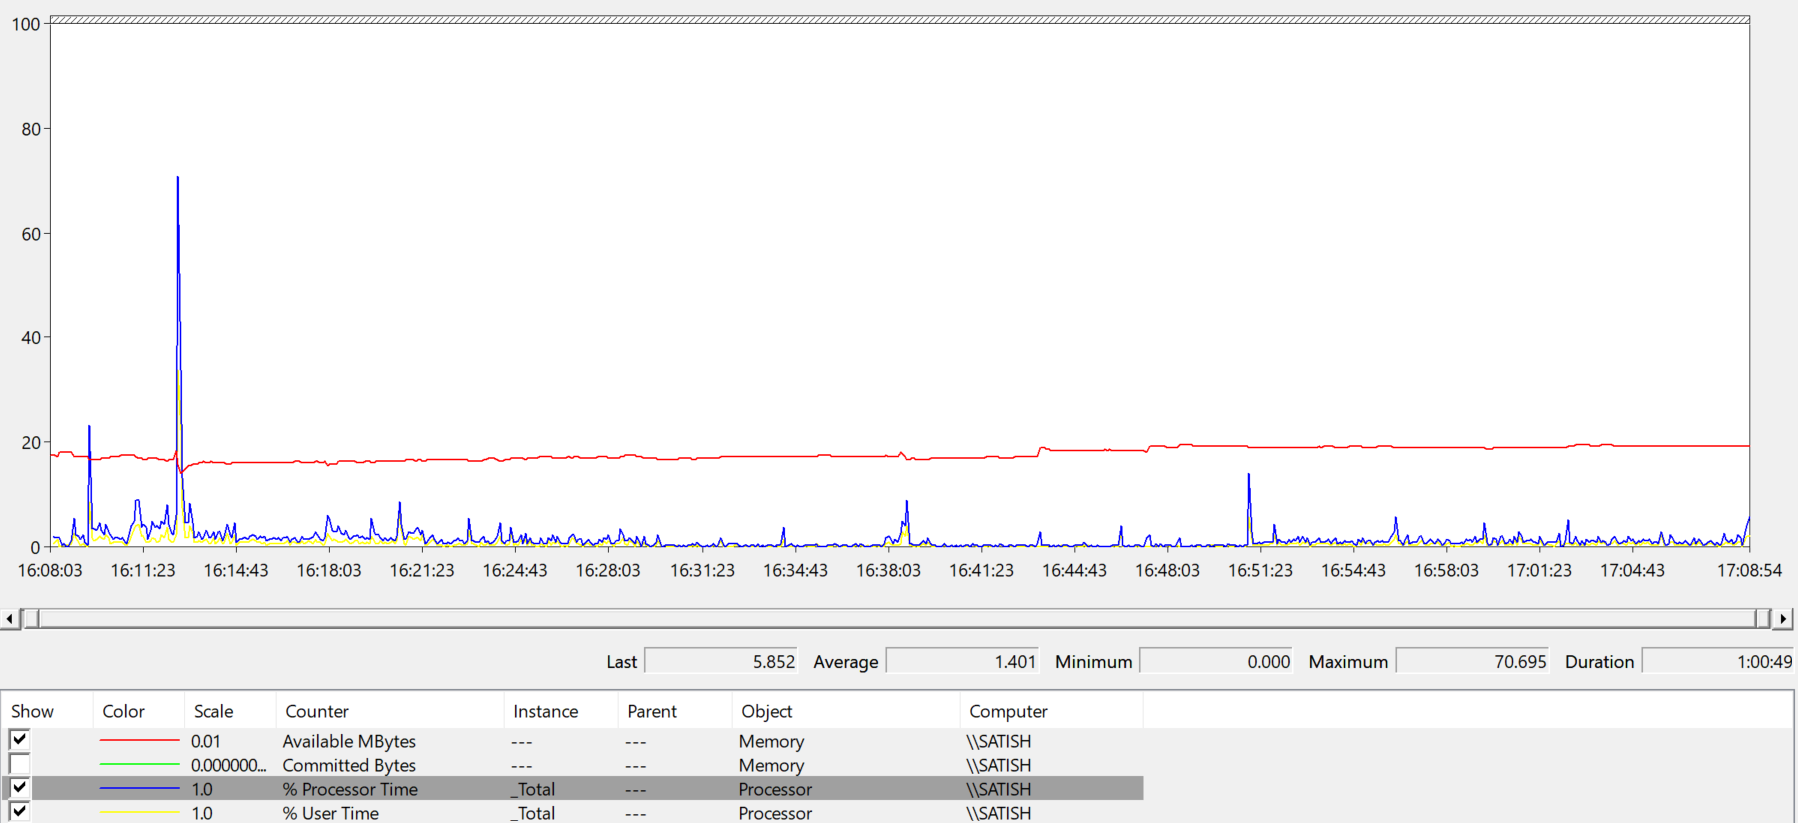 100
80
60
40
20
0
16:08:03 16:11:23 16:14:43 16:18:03 16:21:23 16:24:43 16:28:03 16:31:23 16:34:43 16:38:03 16:41:23 16:44:43 16:48:03 16:51:23 16:54:43 16:58:03 17:01:23 17:04:43 17:08:54
Last 5.852 Average 1.401 Minimum 0.000 Maximum 70.695 Duration 1:00:49
Show Color Scale Counter Instance Parent Object Computer
0.01 Available MBytes --- --- Memory \\SATISH
0.000000... Committed Bytes --- --- Memory \\SATISH
1.0 % Processor Time _Total --- Processor \\SATISH
1.0 % User Time _Total --- Processor \\SATISH